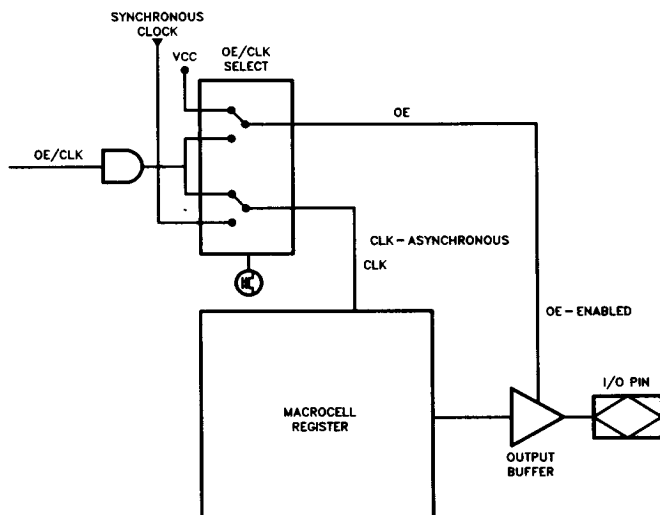 SYNCHRONOUS
CLOCK
VCC
OE/CLK
SELECT
OE
OE/CLK
CLK-ASYNCHRONOUS
CLK
OE-ENABLED
I/O PIN
MACROCELL
REGISTER
OUTPUT
BUFFER